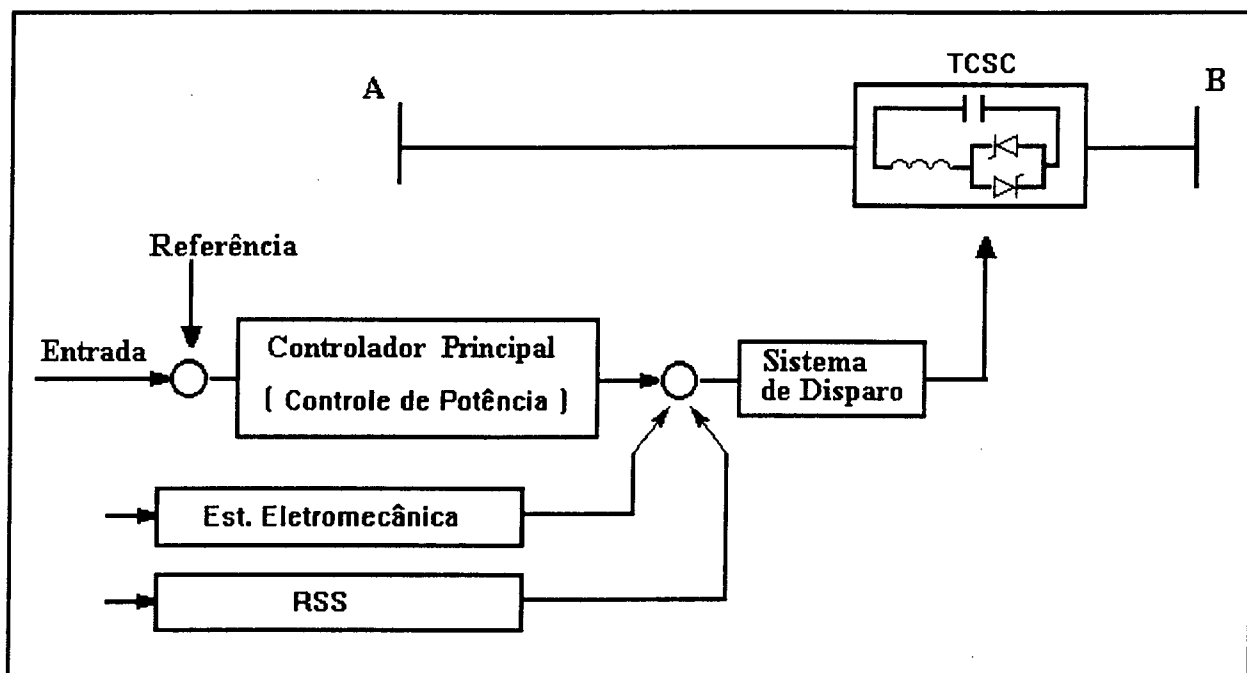 TCSC
A
B
Referência
Entrada
Controlador Principal
( Controle de Potência )
Sistema
de Disparo
Est. Eletromecânica
RSS